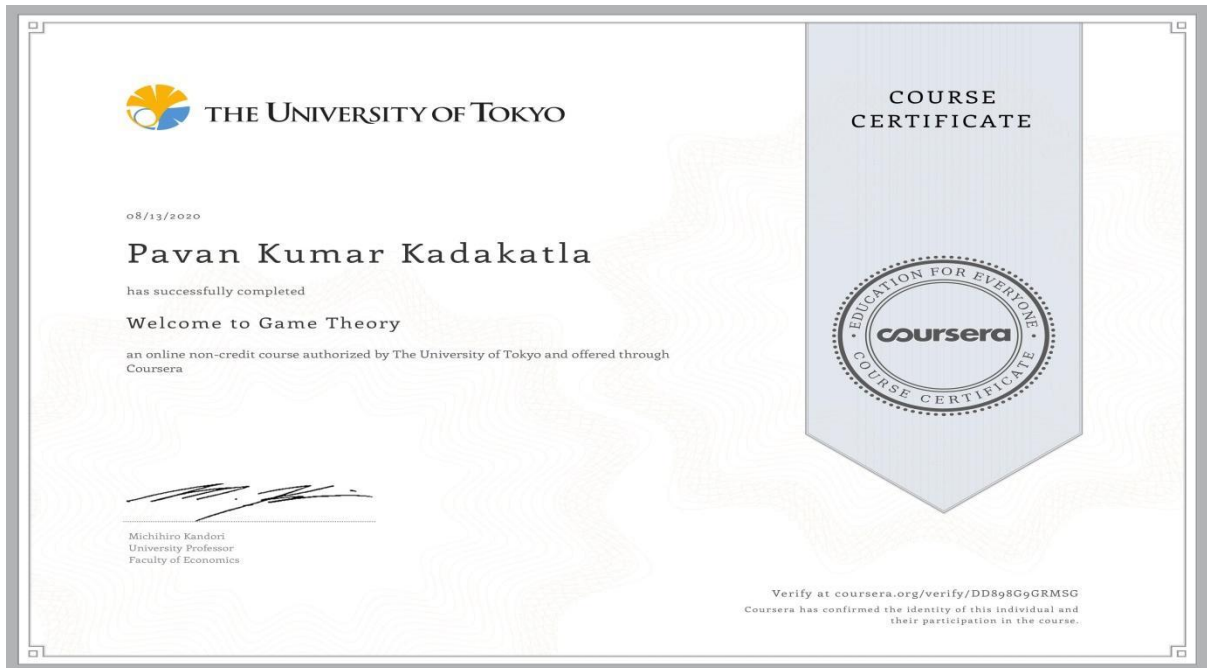 THE UNIVERSITY OF TOKYO
COURSE
CERTIFICATE
08/13/2020
Pavan Kumar Kadakatla
has successfully completed
Welcome to Game Theory
an online non-credit course authorized by The University of Tokyo and offered through
Coursera
EDUCATION FOR EVERYONE
coursera
COURSE CERTIFICATE
Michihiro Kandori
University Professor
Faculty of Economics
Verify at coursera.org/verify/DD898G9GRMSG
Coursera has confirmed the identity of this individual and
their participation in the course.